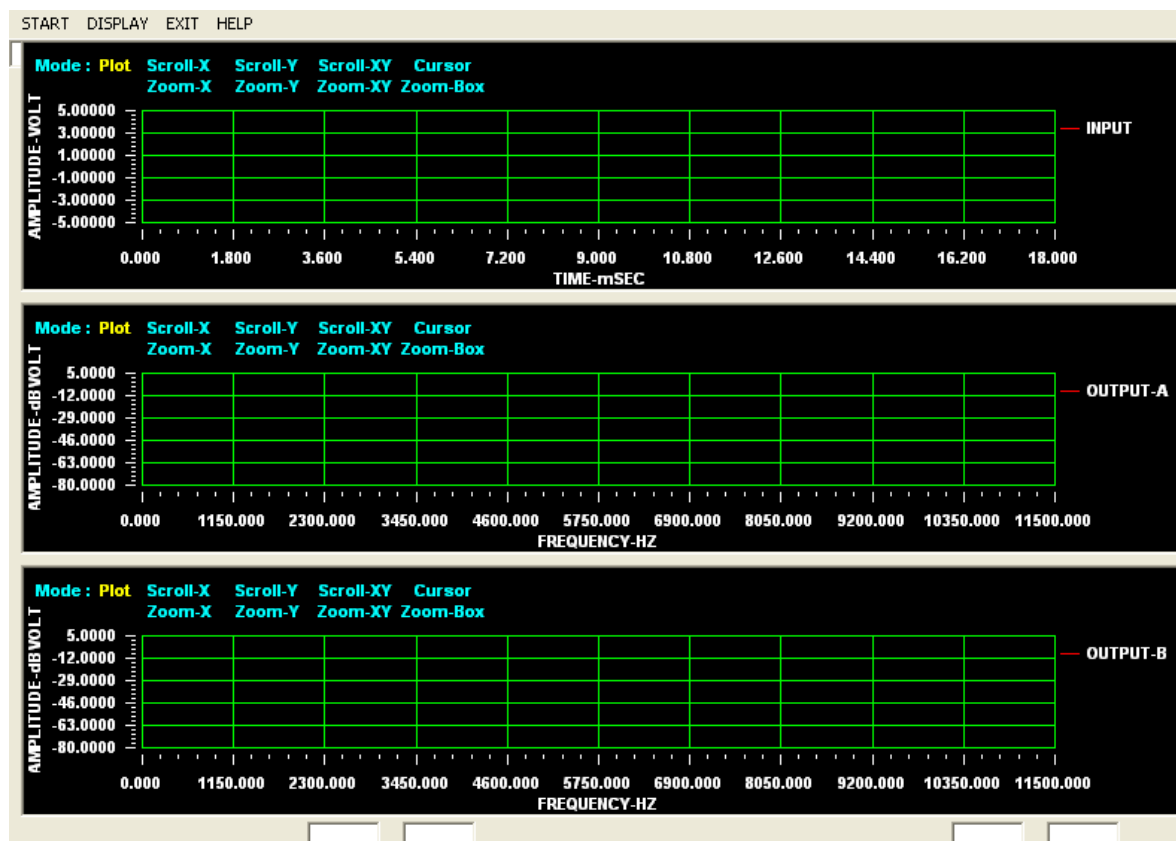 START DISPLAY EXIT HELP
Mode : Plot Scroll-X Scroll-Y Scroll-XY Cursor
Zoom-X Zoom-Y Zoom-XY Zoom-Box
AMPLITUDE-VOLT
5.00000
3.00000
1.00000
-1.00000
-3.00000
-5.00000
INPUT
0.000 1.800 3.600 5.400 7.200 9.000 10.800 12.600 14.400 16.200 18.000
TIME-mSEC
Mode : Plot Scroll-X Scroll-Y Scroll-XY Cursor
Zoom-X Zoom-Y Zoom-XY Zoom-Box
AMPLITUDE-dBVOLT
5.0000
-12.0000
-29.0000
-46.0000
-63.0000
-80.0000
OUTPUT-A
0.000 1150.000 2300.000 3450.000 4600.000 5750.000 6900.000 8050.000 9200.000 10350.000 11500.000
FREQUENCY-HZ
Mode : Plot Scroll-X Scroll-Y Scroll-XY Cursor
Zoom-X Zoom-Y Zoom-XY Zoom-Box
AMPLITUDE-dBVOLT
5.0000
-12.0000
-29.0000
-46.0000
-63.0000
-80.0000
OUTPUT-B
0.000 1150.000 2300.000 3450.000 4600.000 5750.000 6900.000 8050.000 9200.000 10350.000 11500.000
FREQUENCY-HZ